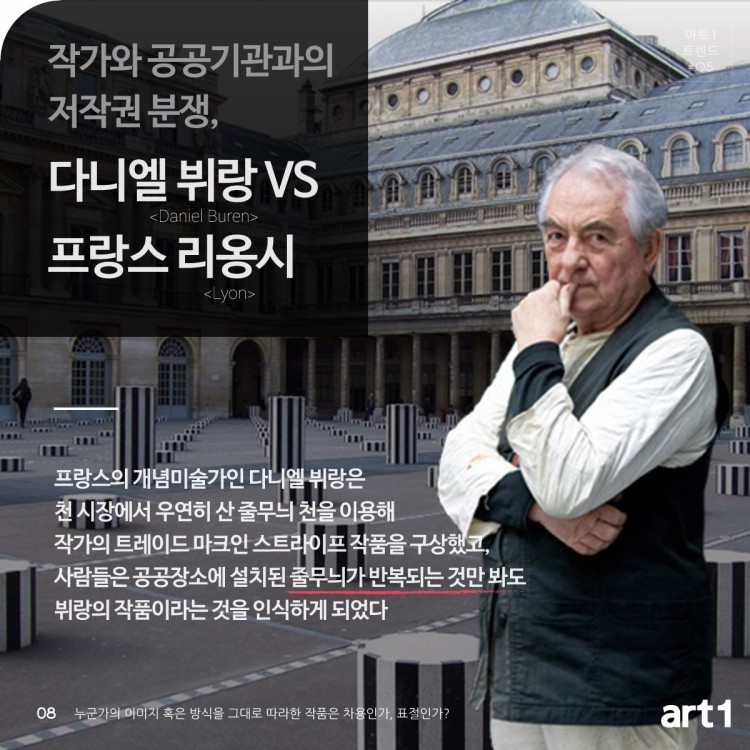 작가와 공공기관과의
저작권 분쟁,
다니엘 뷔랑 VS
<Daniel Buren>
프랑스 리옹시
<Lyon>
아트1
트렌드
#08
프랑스의 개념미술가인 다니엘 뷔랑은
천 시장에서 우연히 산 줄무늬 천을 이용해
작가의 트레이드 마크인 스트라이프 작품을 구상했고,
사람들은 공공장소에 설치된 줄무늬가 반복되는 것만 봐도
뷔랑의 작품이라는 것을 인식하게 되었다
08 누군가의 이미지 혹은 방식을 그대로 따라한 작품은 차용인가, 표절인가?
art1